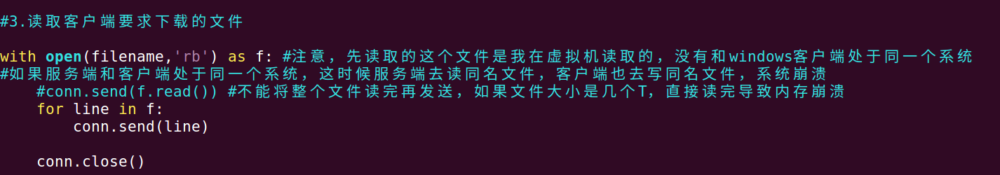 #3.读取客户端要求下载的文件
with open(filename,'rb') as f: #注意，先读取的这个文件是我在虚拟机读取的，没有和windows客户端处于同一个系统
#如果服务端和客户端处于同一个系统，这时候服务端去读同名文件，客户端也去写同名文件，系统崩溃
#conn.send(f.read()) #不能将整个文件读完再发送，如果文件大小是几个T，直接读完导致内存崩溃
for line in f:
conn.send(line)
conn.close()